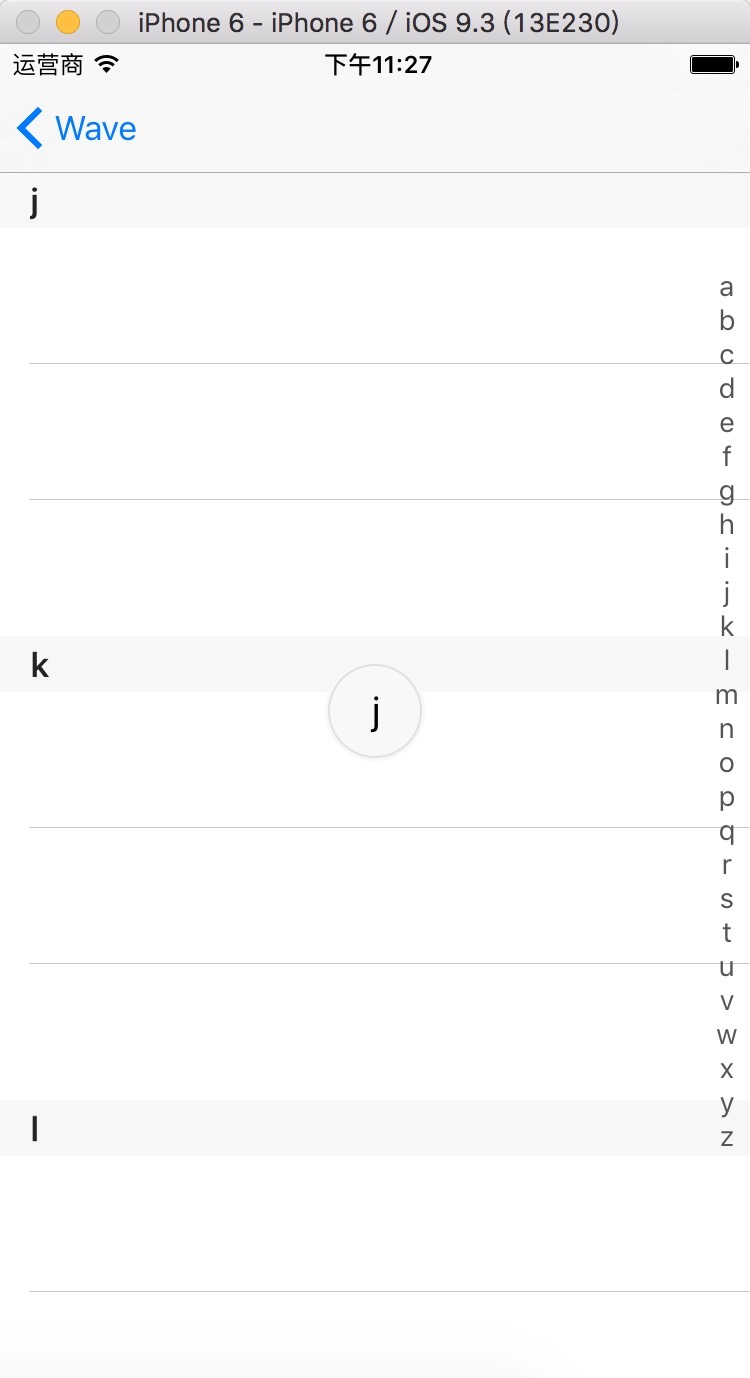 iPhone 6 - iPhone 6 / iOS 9.3 (13E230)
运营商 下午11:27
Wave
j
a
b
c
d
e
f
g
h
i
j
k
k
l
j
m
n
o
p
q
r
s
t
u
v
w
x
y
l
z